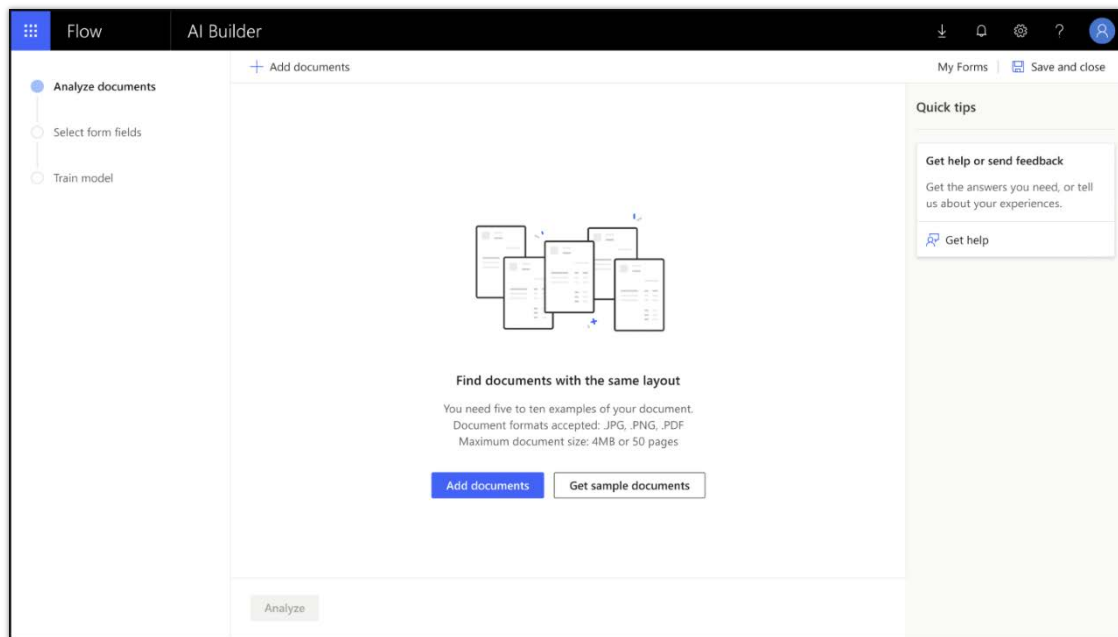 Flow
AI Builder
?
Analyze documents
Select form fields
Train model
Add documents
My Forms
Save and close
Quick tips
Get help or send feedback
Get the answers you need, or tell
us about your experiences.
Get help
Find documents with the same layout
You need five to ten examples of your document.
Document formats accepted: .JPG, .PNG, .PDF
Maximum document size: 4MB or 50 pages
Add documents
Get sample documents
Analyze